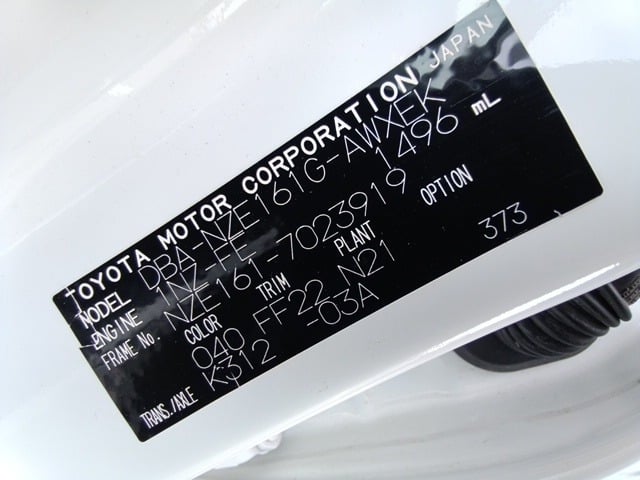 TOYOTA MOTOR CORPORATION JAPAN
MODEL DBA-NZE161G-AWXEK
ENGINE 1NZ-FE 1496 mL
FRAME No. NZE161-7023919
COLOR TRIM PLANT OPTION
040 FF22 N21 373
TRANS./AXLE K312 -03A